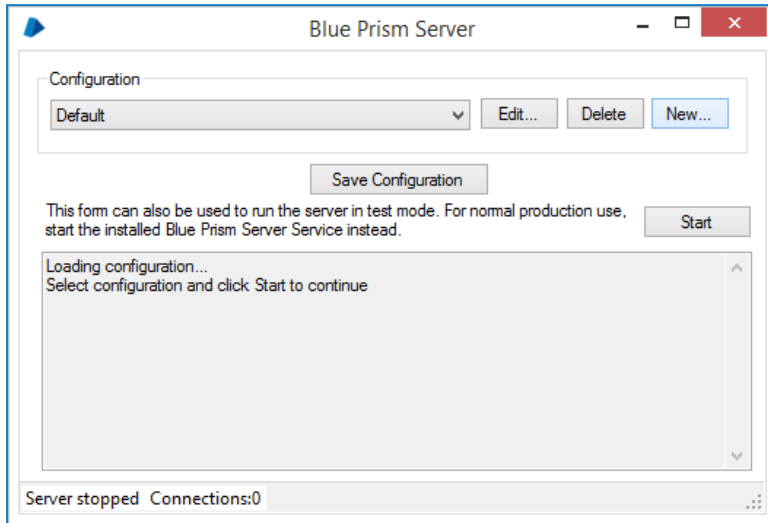 Blue Prism Server
Configuration
Default
Edit...
Delete
New...
Save Configuration
This form can also be used to run the server in test mode. For normal production use,
start the installed Blue Prism Server Service instead.
Start
Loading configuration...
Select configuration and click Start to continue
Server stopped Connections:0